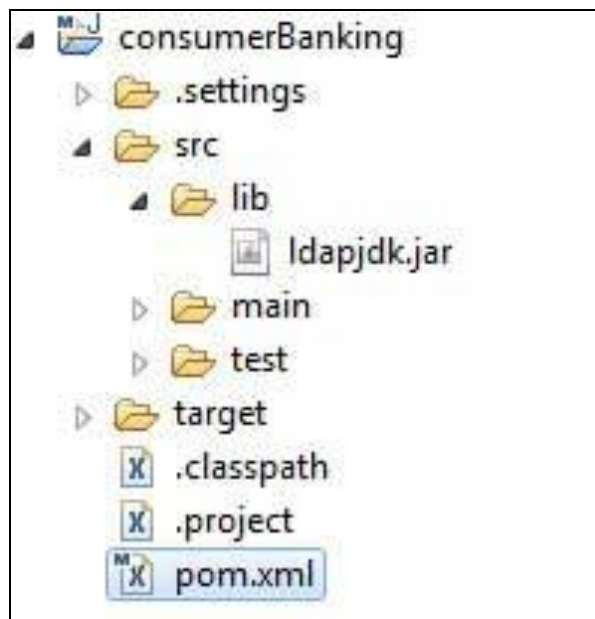 consumerBanking
.settings
src
lib
ldapjdk.jar
main
test
target
.classpath
.project
pom.xml